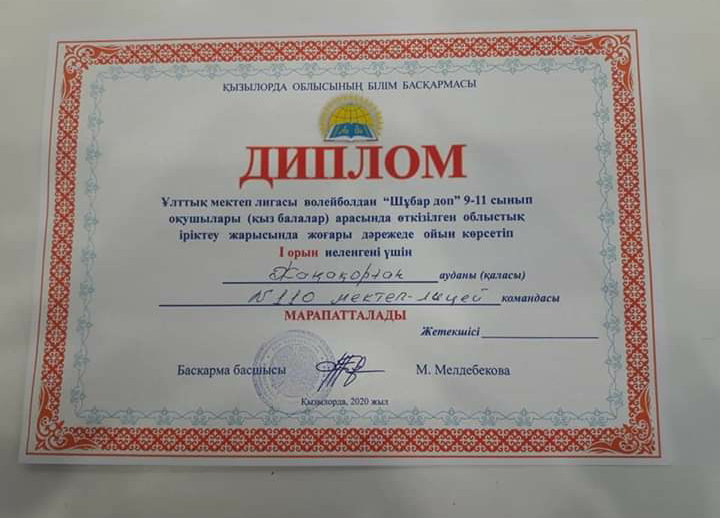 ҚЫЗЫЛОРДА ОБЛЫСЫНЫҢ БІЛІМ БАСҚАРМАСЫ
ДИПЛОМ
Ұлттық мектеп лигасы волейболдан “Шұбар доп” 9-11 сынып
оқушылары (қыз балалар) арасында өткізілген облыстық
іріктеу жарысында жоғары дәрежеде ойын көрсетіп
І орын иеленгені үшін
Жаңақорған ауданы (қаласы)
№110 мектеп-лицей командасы
МАРАПАТТАЛАДЫ
Жетекшісі
Басқарма басшысы М. Мелдебекова
Қызылорда, 2020 жыл